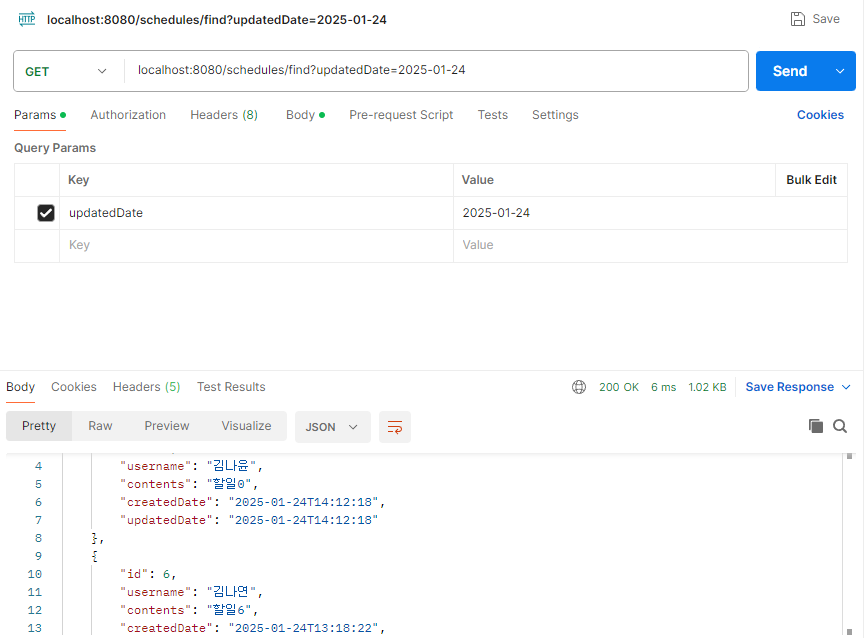 HTTP localhost:8080/schedules/find?updatedDate=2025-01-24 Save
GET localhost:8080/schedules/find?updatedDate=2025-01-24 Send
Params Authorization Headers (8) Body Pre-request Script Tests Settings Cookies
Query Params
Key Value Bulk Edit
updatedDate 2025-01-24
Key Value
Body Cookies Headers (5) Test Results 200 OK 6 ms 1.02 KB Save Response
Pretty Raw Preview Visualize JSON
4 "username": "김나윤",
5 "contents": "할일0",
6 "createdDate": "2025-01-24T14:12:18",
7 "updatedDate": "2025-01-24T14:12:18"
8 },
9 {
10 "id": 6,
11 "username": "김나연",
12 "contents": "할일6",
13 "createdDate": "2025-01-24T13:18:22",